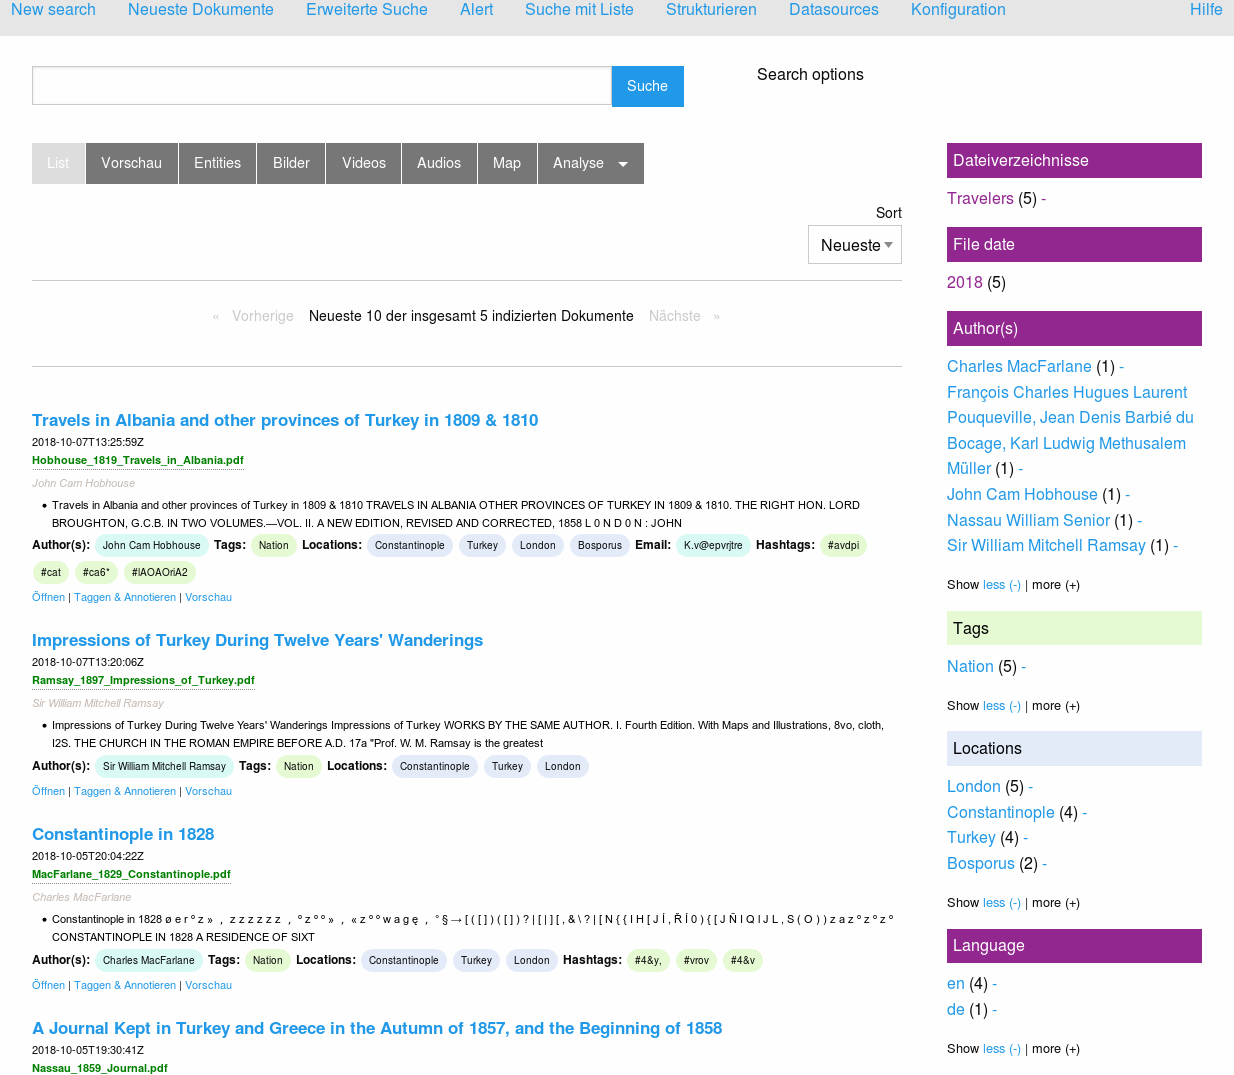 New search Neueste Dokumente Erweiterte Suche Alert Suche mit Liste Strukturieren Datasources Konfiguration Hilfe
Suche
Search options
List Vorschau Entities Bilder Videos Audios Map Analyse
Sort
Neueste
« Vorherige Neueste 10 der insgesamt 5 indizierten Dokumente Nächste »
Travels in Albania and other provinces of Turkey in 1809 & 1810
2018-10-07T13:25:59Z
Hobhouse_1819_Travels_in_Albania.pdf
John Cam Hobhouse
• Travels in Albania and other provinces of Turkey in 1809 & 1810 TRAVELS IN ALBANIA OTHER PROVINCES OF TURKEY IN 1809 & 1810. THE RIGHT HON. LORD
BROUGHTON, G.C.B. IN TWO VOLUMES.—VOL. II. A NEW EDITION, REVISED AND CORRECTED, 1858 L 0 N D 0 N : JOHN
Author(s): John Cam Hobhouse Tags: Nation Locations: Constantinople Turkey London Bosporus Email: K.v@epvrjtre Hashtags: #avdpi
#cat #ca6* #lAOAOriA2
Öffnen | Taggen & Annotieren | Vorschau
Impressions of Turkey During Twelve Years' Wanderings
2018-10-07T13:20:06Z
Ramsay_1897_Impressions_of_Turkey.pdf
Sir William Mitchell Ramsay
• Impressions of Turkey During Twelve Years' Wanderings Impressions of Turkey WORKS BY THE SAME AUTHOR. I. Fourth Edition. With Maps and Illustrations, 8vo, cloth,
I2S. THE CHURCH IN THE ROMAN EMPIRE BEFORE A.D. 17a "Prof. W. M. Ramsay is the greatest
Author(s): Sir William Mitchell Ramsay Tags: Nation Locations: Constantinople Turkey London
Öffnen | Taggen & Annotieren | Vorschau
Constantinople in 1828
2018-10-05T20:04:22Z
MacFarlane_1829_Constantinople.pdf
Charles MacFarlane
• Constantinople in 1828 ø e r º z » , z z z z z z , º z º º » , « z º º w a g ę , ° § → [ ( [ ] ) ( [ ] ) ? | [ | ] [ , & \ ? | [ N { { I H [ J Í , Ř Í 0 ) { [ J Ñ I Q I J L , S ( O ) ) z a z º z º z º
CONSTANTINOPLE IN 1828 A RESIDENCE OF SIXT
Author(s): Charles MacFarlane Tags: Nation Locations: Constantinople Turkey London Hashtags: #4&y, #vrov #4&v
Öffnen | Taggen & Annotieren | Vorschau
A Journal Kept in Turkey and Greece in the Autumn of 1857, and the Beginning of 1858
2018-10-05T19:30:41Z
Nassau_1859_Journal.pdf
Dateiverzeichnisse
Travelers (5) -
File date
2018 (5)
Author(s)
Charles MacFarlane (1) -
François Charles Hugues Laurent
Pouqueville, Jean Denis Barbié du
Bocage, Karl Ludwig Methusalem
Müller (1) -
John Cam Hobhouse (1) -
Nassau William Senior (1) -
Sir William Mitchell Ramsay (1) -
Show less (-) | more (+)
Tags
Nation (5) -
Show less (-) | more (+)
Locations
London (5) -
Constantinople (4) -
Turkey (4) -
Bosporus (2) -
Show less (-) | more (+)
Language
en (4) -
de (1) -
Show less (-) | more (+)